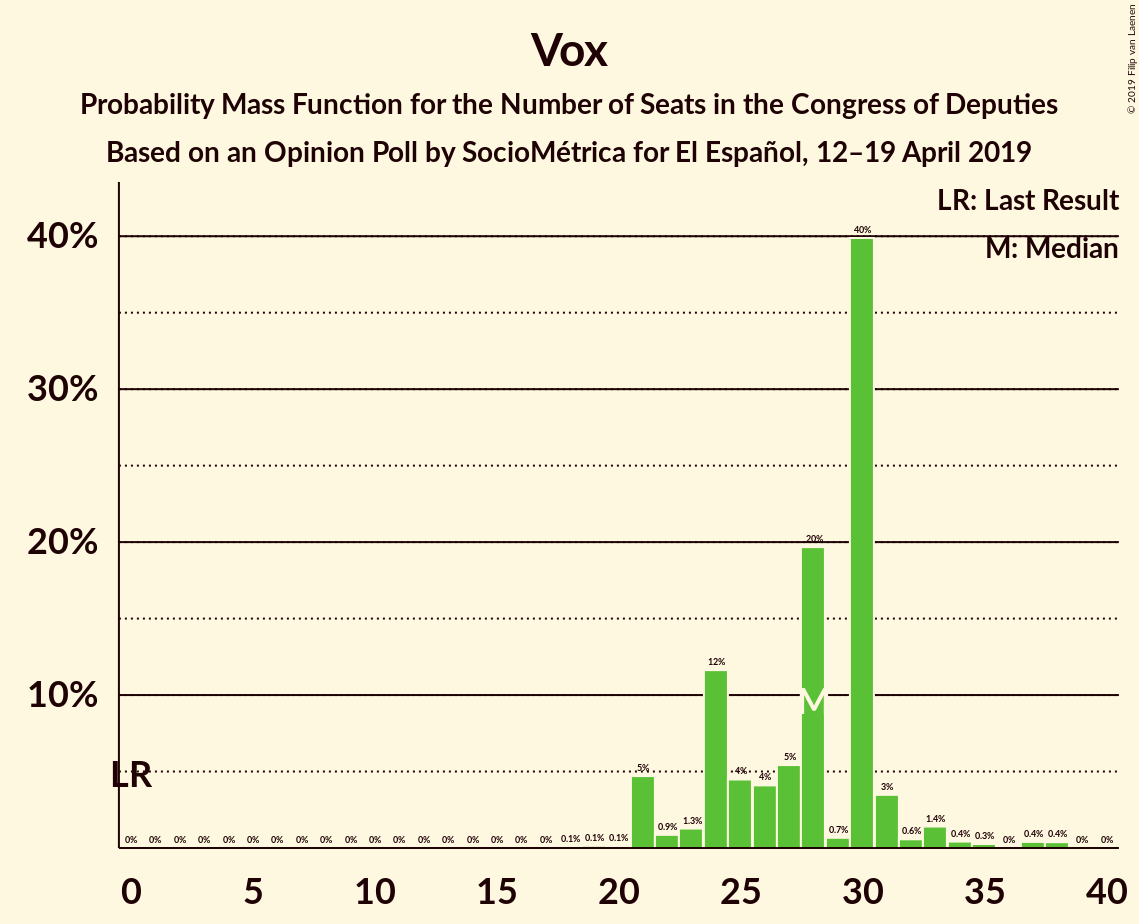 Vox
Probability Mass Function for the Number of Seats in the Congress of Deputies
Based on an Opinion Poll by SocioMétrica for El Español, 12–19 April 2019
© 2019 Filip van Laenen
LR: Last Result
M: Median
40%
30%
20%
10%
LR
M
0% 0% 0% 0% 0% 0% 0% 0% 0% 0% 0% 0% 0% 0% 0% 0% 0% 0% 0.1% 0.1% 0.1% 5% 0.9% 1.3% 12% 4% 4% 5% 20% 0.7% 40% 3% 0.6% 1.4% 0.4% 0.3% 0% 0.4% 0.4% 0% 0%
0 5 10 15 20 25 30 35 40